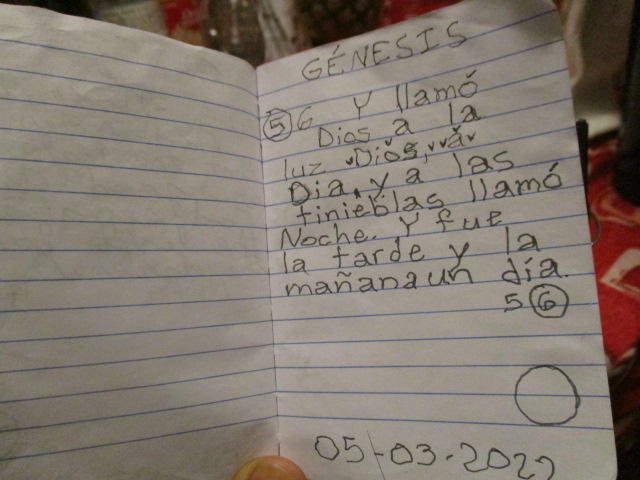 GÉNESIS
⑤6 Y llamó
Dios a la
luz Dios, a
Dia, y a las
tinieblas llamó
Noche. Y fue
la tarde y la
mañana un día.
5⑥
05-03-2022